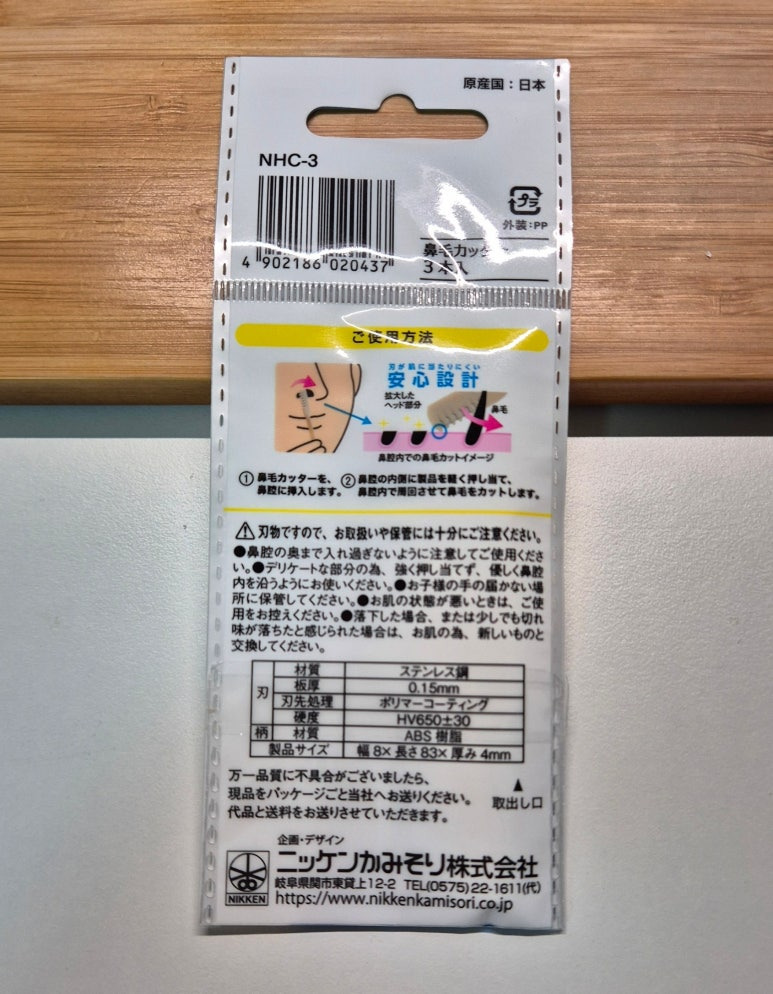 原産国：日本
NHC-3
プラ
外装：PP
4 902186 020437
鼻毛カッター
3本入
ご使用方法
刃が肌に当たりにくい
安心設計
拡大した
ヘッド部分
鼻毛
鼻腔内での鼻毛カットイメージ
① 鼻毛カッターを、
鼻腔に挿入します。
② 鼻腔の内側に製品を軽く押し当て、
鼻腔内で周回させて鼻毛をカットします。
⚠刃物ですので、お取扱いや保管には十分にご注意ください。
●鼻腔の奥まで入れ過ぎないように注意してご使用くださ
い。●デリケートな部分の為、強く押し当てず、優しく鼻腔
内を沿うようにお使いください。●お子様の手の届かない場
所に保管してください。●お肌の状態が悪いときは、ご使
用をお控えください。●落下した場合、または少しでも切れ
味が落ちたと感じられた場合は、お肌の為、新しいものと
交換してください。
刃 材質 ステンレス鋼
板厚 0.15mm
刃先処理 ポリマーコーティング
硬度 HV650±30
柄 材質 ABS 樹脂
製品サイズ 幅 8× 長さ 83× 厚み 4mm
万一品質に不具合がございましたら、
現品をパッケージごと当社へお送りください。
代品と送料をお送りさせていただきます。
▲
取出し口
企画・デザイン
ニッケンかみそり株式会社
NIKKEN
岐阜県関市東貸上12-2 TEL(0575)22-1611(代)
https://www.nikkenkamisori.co.jp